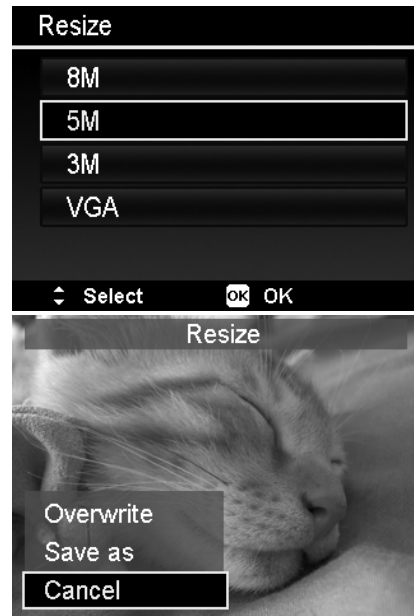 Resize
8M
5M
3M
VGA
Select OK OK
Resize
Overwrite
Save as
Cancel